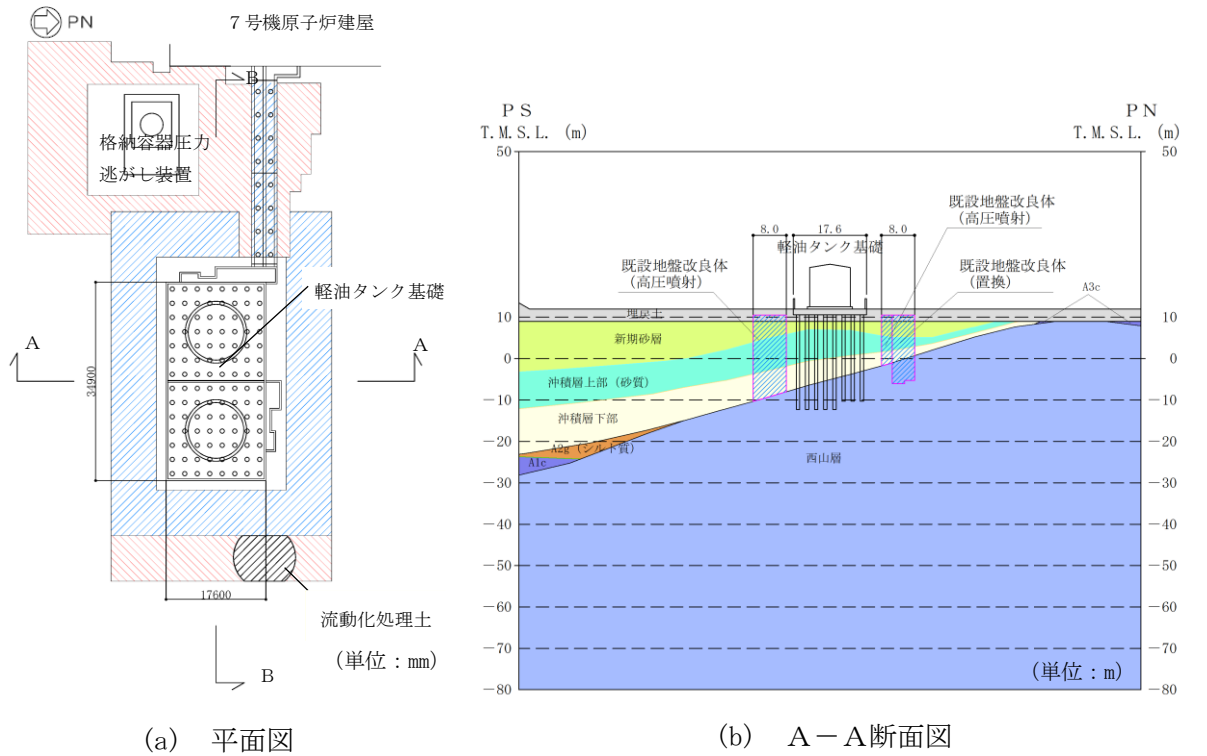 PN
7号機原子炉建屋
B
格納容器圧力
逃がし装置
軽油タンク基礎
A
A
34900
17600
流動化処理土
(単位:mm)
B
(a) 平面図
PS
PN
T.M.S.L. (m)
T.M.S.L. (m)
50
50
既設地盤改良体
(高圧噴射)
8.0
17.6
8.0
軽油タンク基礎
既設地盤改良体
(高圧噴射)
既設地盤改良体
(置換)
A3c
10
埋戻土
10
新期砂層
0
0
沖積層上部(砂質)
-10
-10
沖積層下部
-20
-20
A2g(シルト質)
A1c
西山層
-30
-30
-40
-40
-50
-50
-60
-60
-70
-70
(単位:m)
-80
-80
(b) A-A断面図